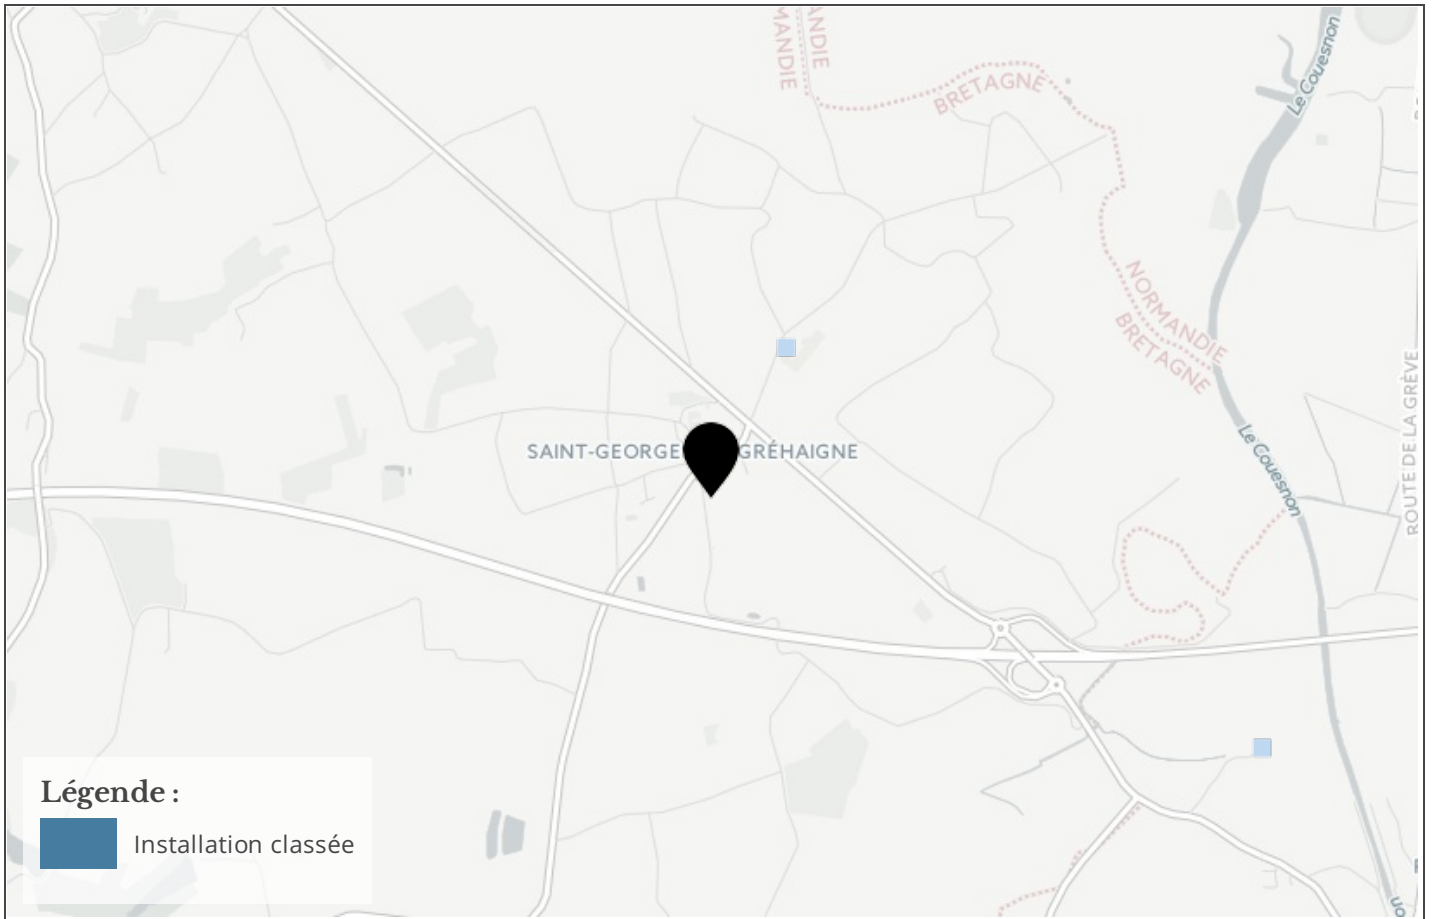 MANDIE
ANDIE
BRETAGNE
Le Couesnon
NORMANDIE
BRETAGNE
ROUTE DE LA GRÈVE
Le Couesnon
SAINT-GEORGE GRÉHAIGNE
Légende :
Installation classée
on